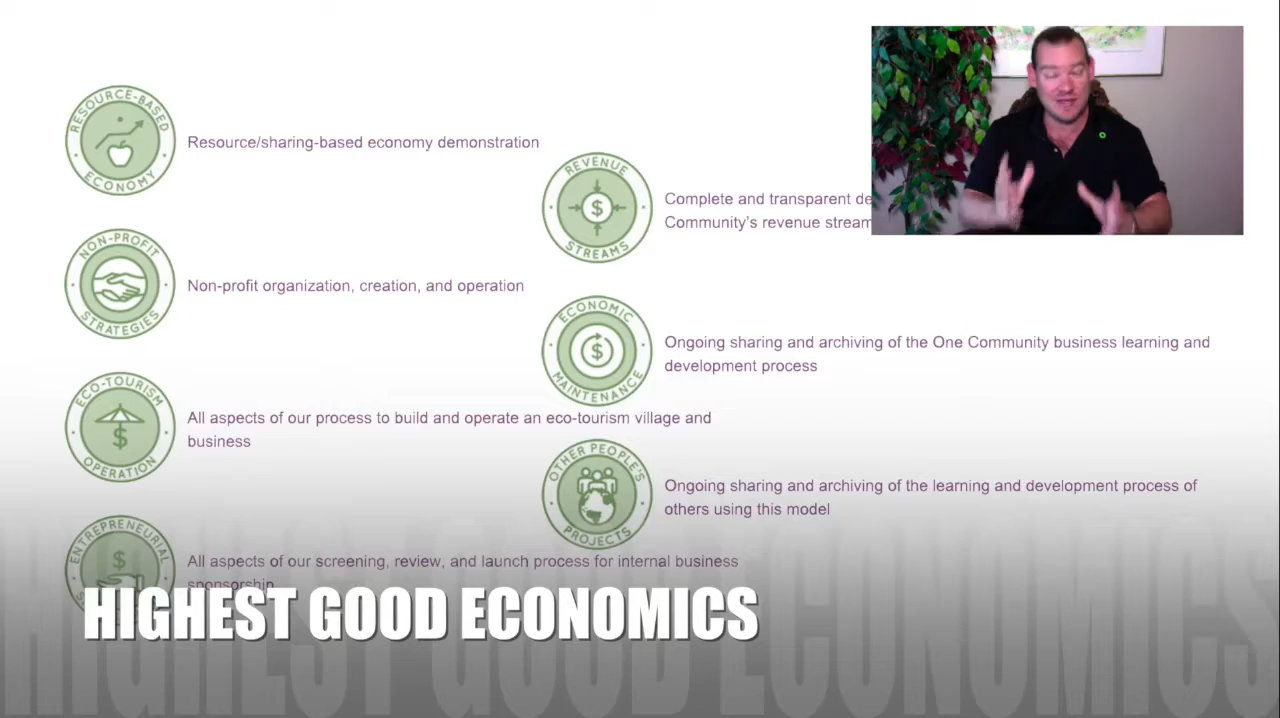 RESOURCE-BASED
ECONOMY
Resource/sharing-based economy demonstration
NON-PROFIT
STRATEGIES
Non-profit organization, creation, and operation
ECO-TOURISM
OPERATION
$
All aspects of our process to build and operate an eco-tourism village and
business
ENTREPRENEURIAL
$
All aspects of our screening, review, and launch process for internal business
sponsorship
REVENUE
STREAMS
$
Complete and transparent
Community's revenue stream
ECONOMIC
MAINTENANCE
$
Ongoing sharing and archiving of the One Community business learning and
development process
OTHER PEOPLE'S
PROJECTS
Ongoing sharing and archiving of the learning and development process of
others using this model
HIGHEST GOOD ECONOMICS
HIGHEST GOOD ECONOMICS